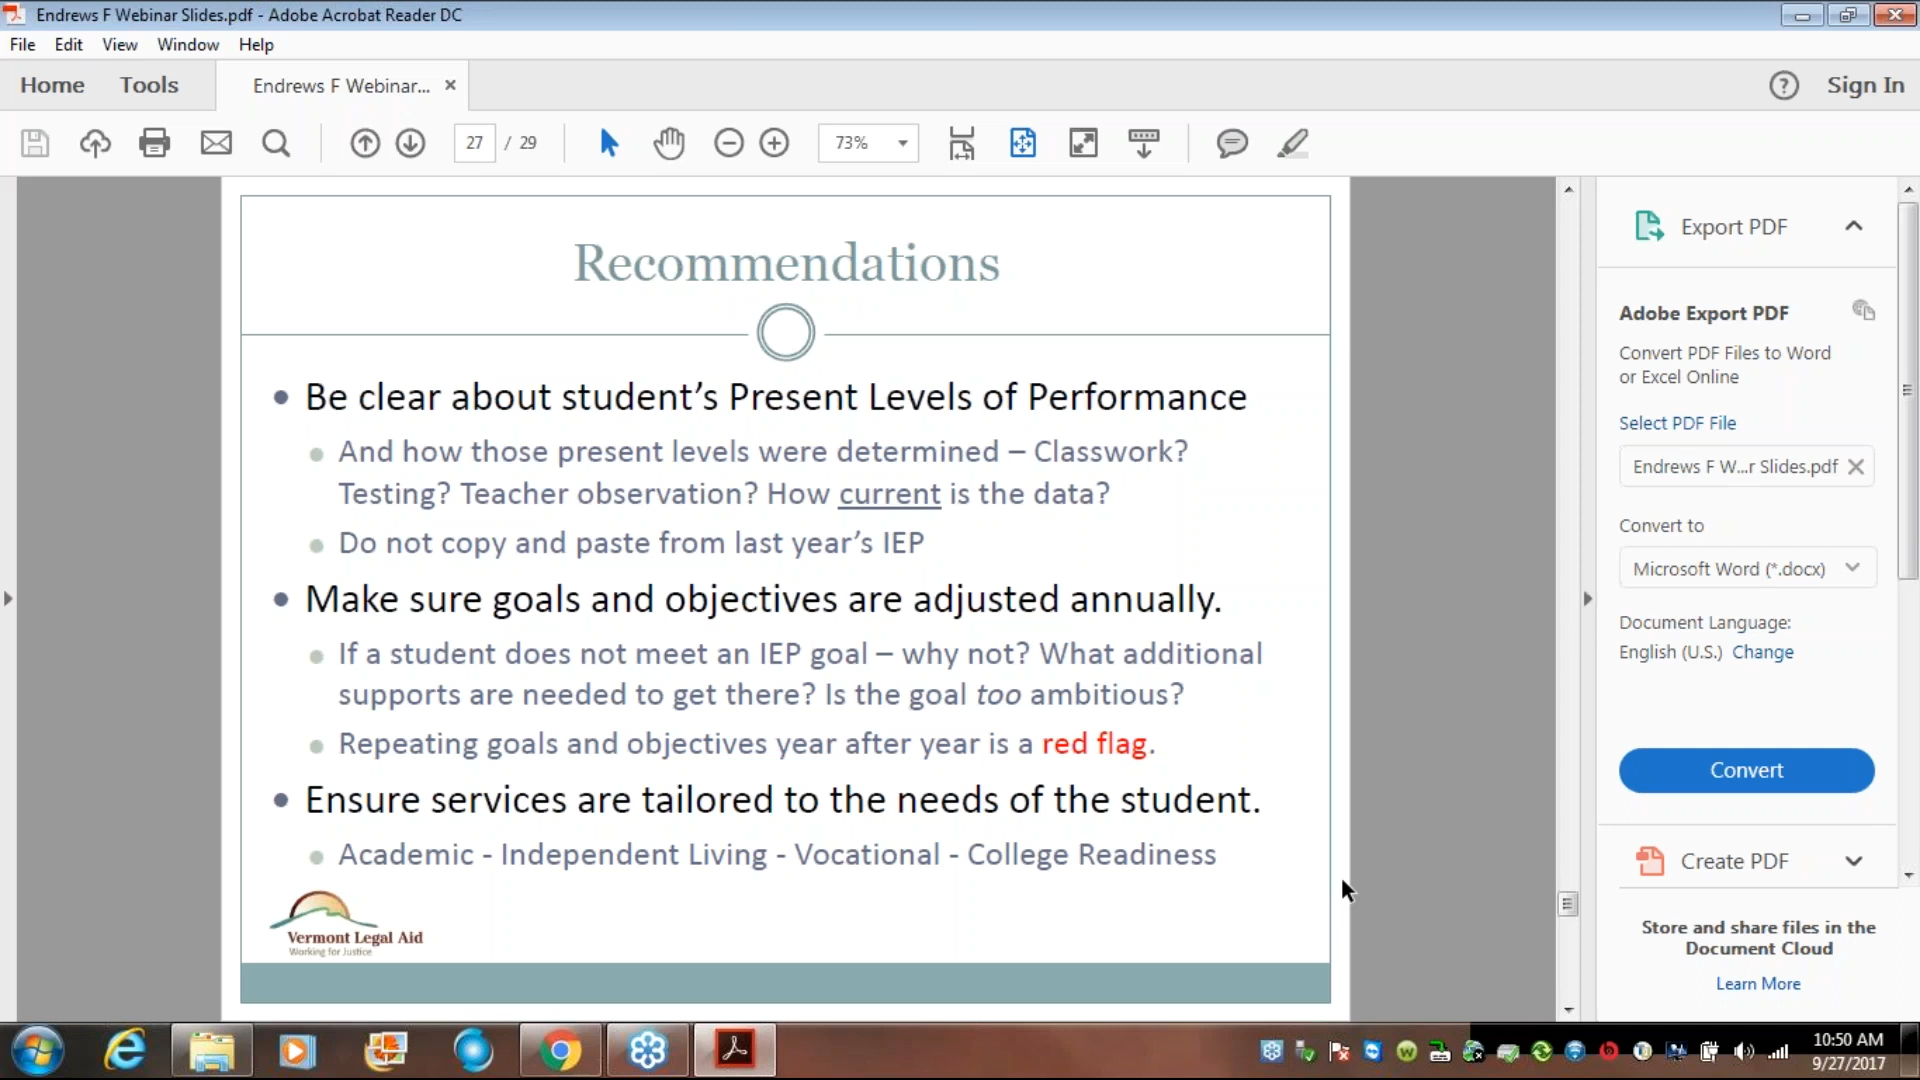 Endrews F Webinar Slides.pdf - Adobe Acrobat Reader DC
File Edit View Window Help
Home Tools Endrews F Webinar... × ? Sign In
27 / 29 73%
Recommendations
• Be clear about student's Present Levels of Performance
• And how those present levels were determined – Classwork?
Testing? Teacher observation? How current is the data?
• Do not copy and paste from last year's IEP
• Make sure goals and objectives are adjusted annually.
• If a student does not meet an IEP goal – why not? What additional
supports are needed to get there? Is the goal too ambitious?
• Repeating goals and objectives year after year is a red flag.
• Ensure services are tailored to the needs of the student.
• Academic - Independent Living - Vocational - College Readiness
Vermont Legal Aid
Working for Justice
Export PDF
Adobe Export PDF
Convert PDF Files to Word
or Excel Online
Select PDF File
Endrews F W...r Slides.pdf
Convert to
Microsoft Word (*.docx)
Document Language:
English (U.S.) Change
Convert
Create PDF
Store and share files in the
Document Cloud
Learn More
10:50 AM
9/27/2017